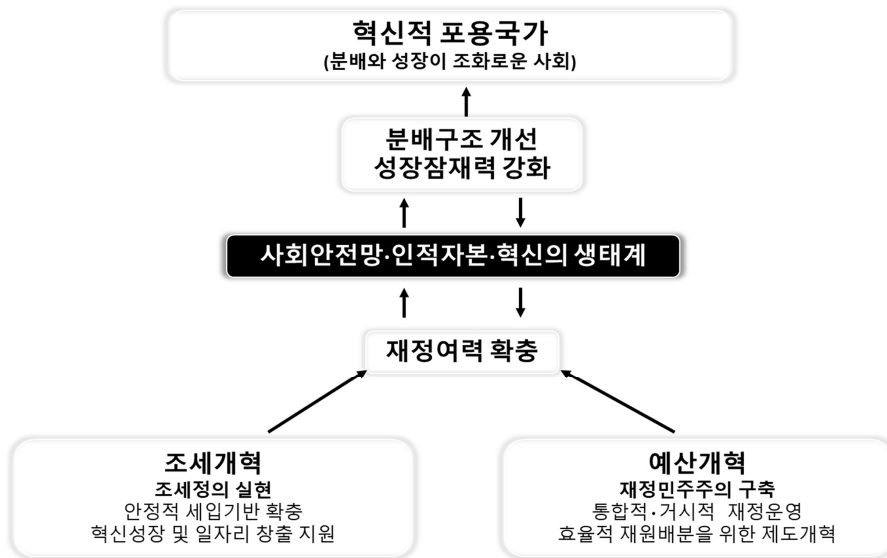 혁신적 포용국가
(분배와 성장이 조화로운 사회)
분배구조 개선
성장잠재력 강화
사회안전망·인적자본·혁신의 생태계
재정여력 확충
조세개혁
조세정의 실현
안정적 세입기반 확충
혁신성장 및 일자리 창출 지원
예산개혁
재정민주주의 구축
통합적·거시적 재정운영
효율적 재원배분을 위한 제도개혁